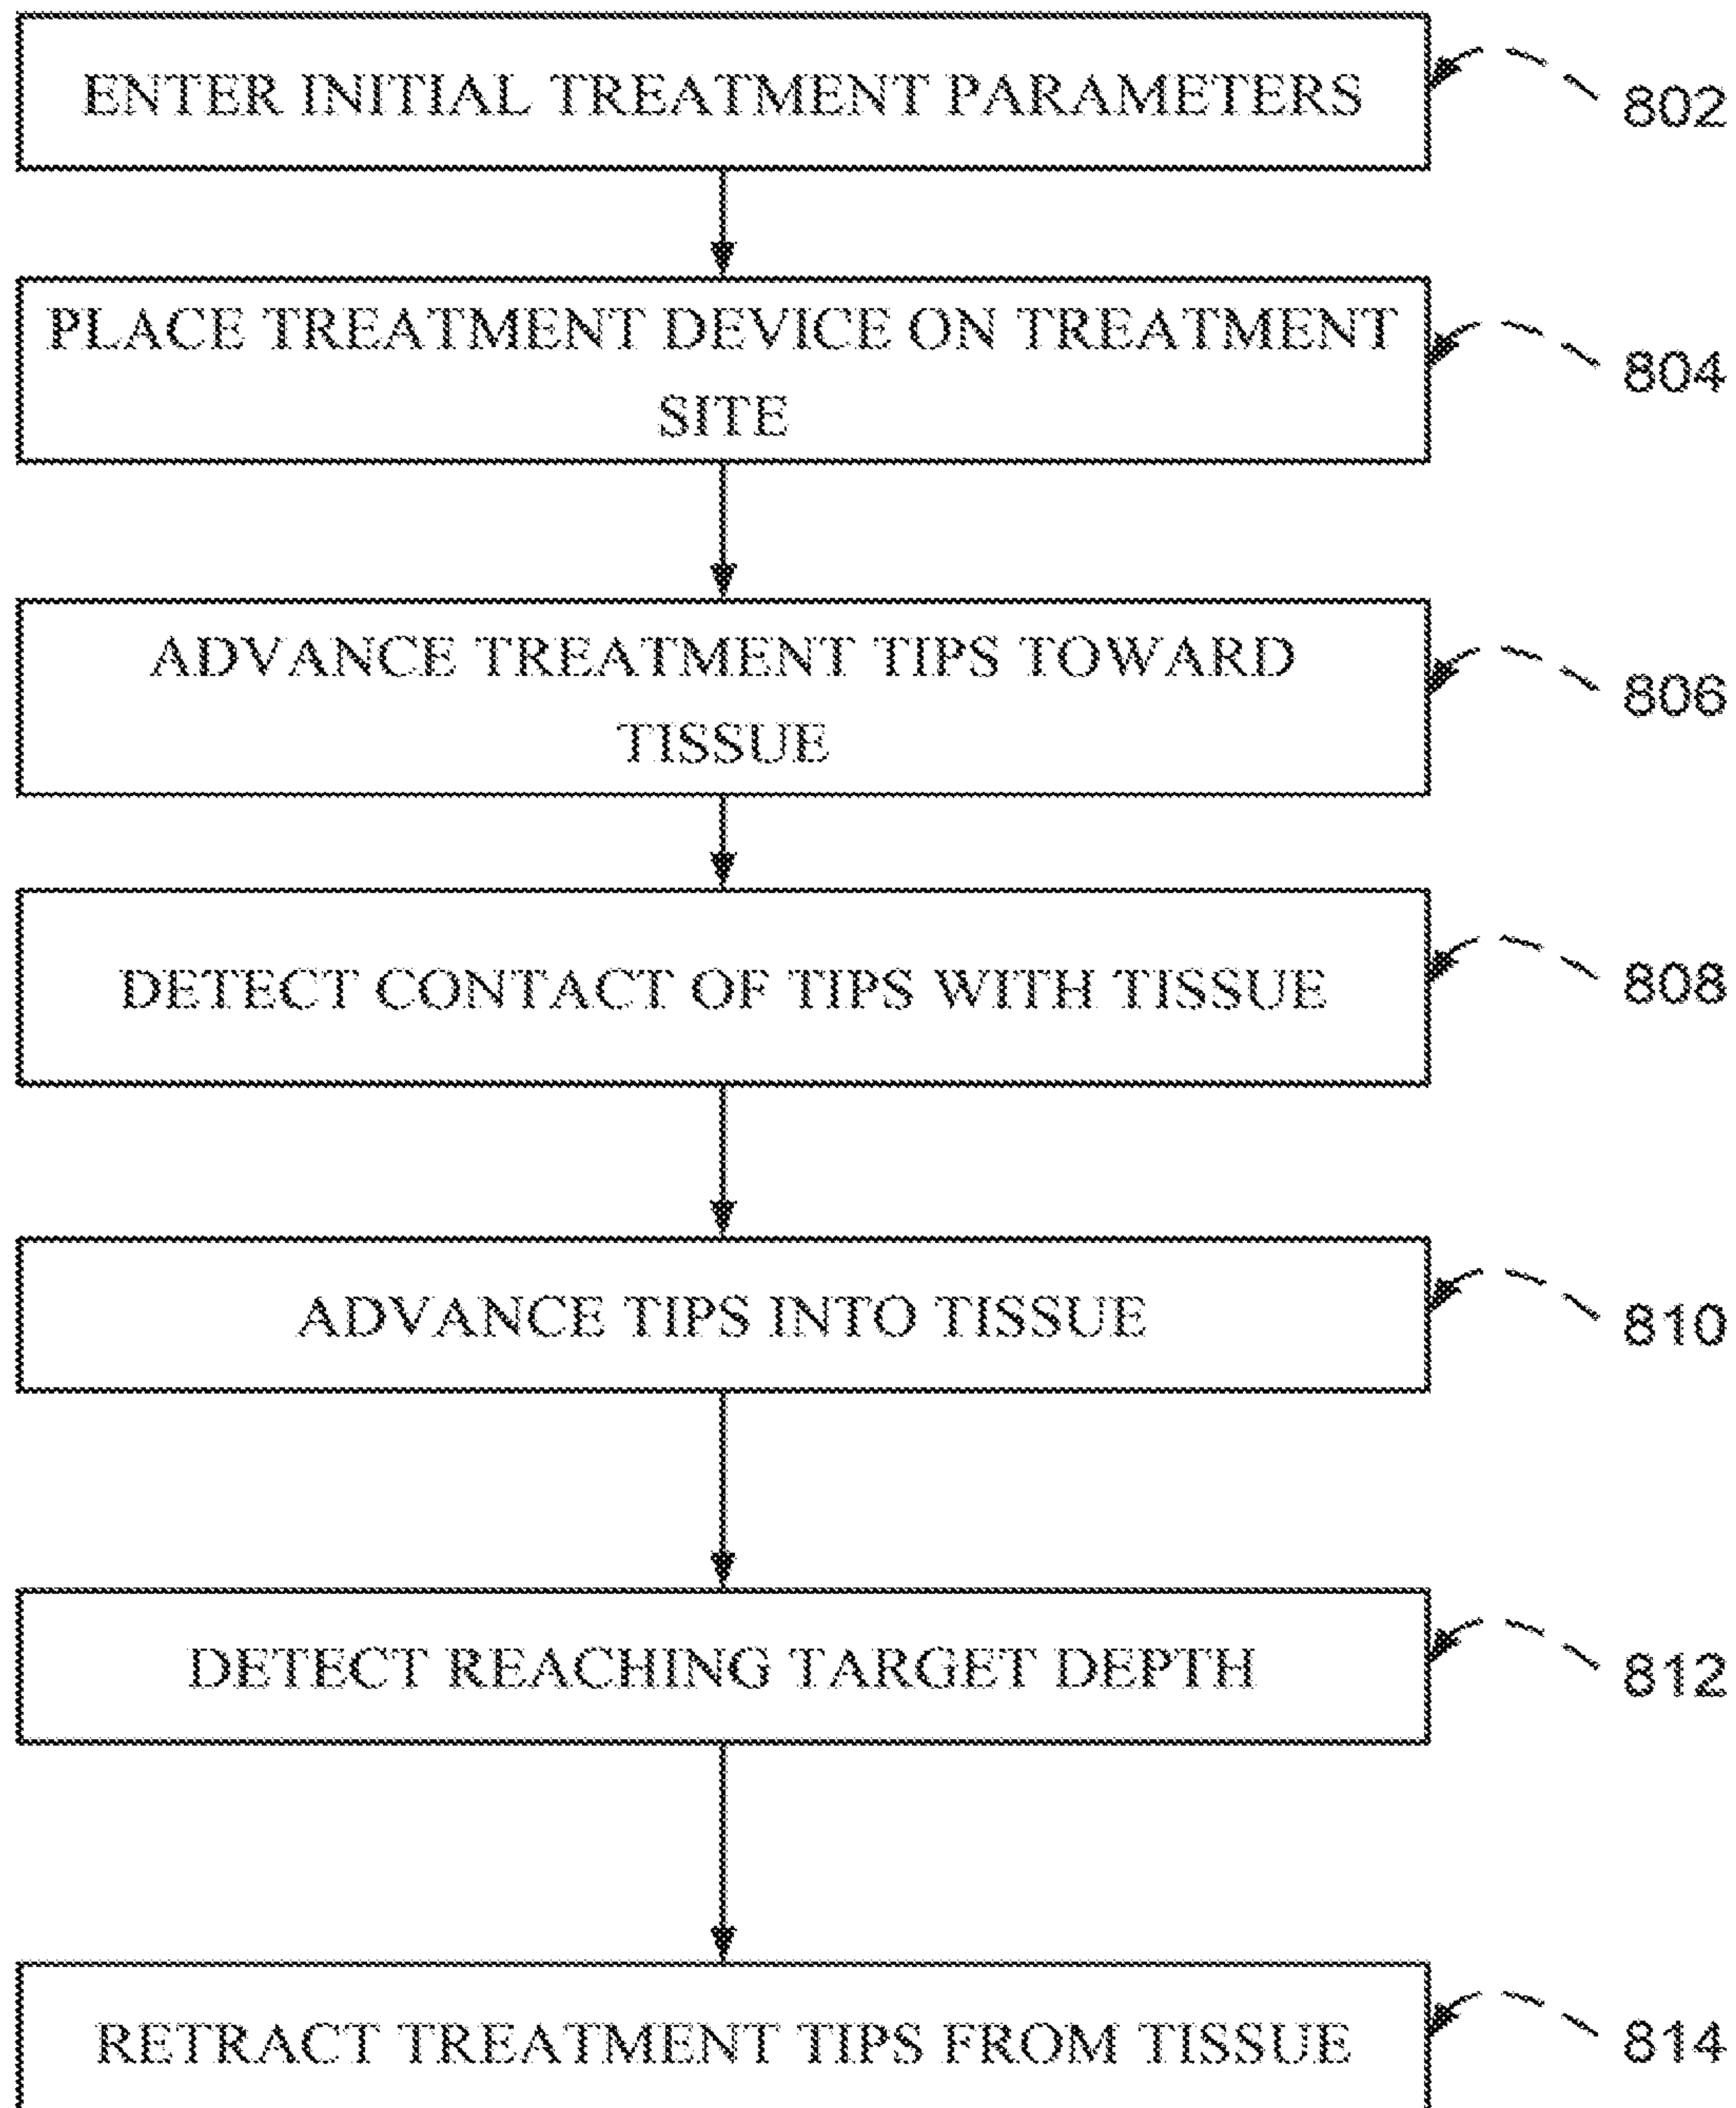 ENTER INITIAL TREATMENT PARAMETERS
802
PLACE TREATMENT DEVICE ON TREATMENT
SITE
804
ADVANCE TREATMENT TIPS TOWARD
TISSUE
806
DETECT CONTACT OF TIPS WITH TISSUE
808
ADVANCE TIPS INTO TISSUE
810
DETECT REACHING TARGET DEPTH
812
RETRACT TREATMENT TIPS FROM TISSUE
814